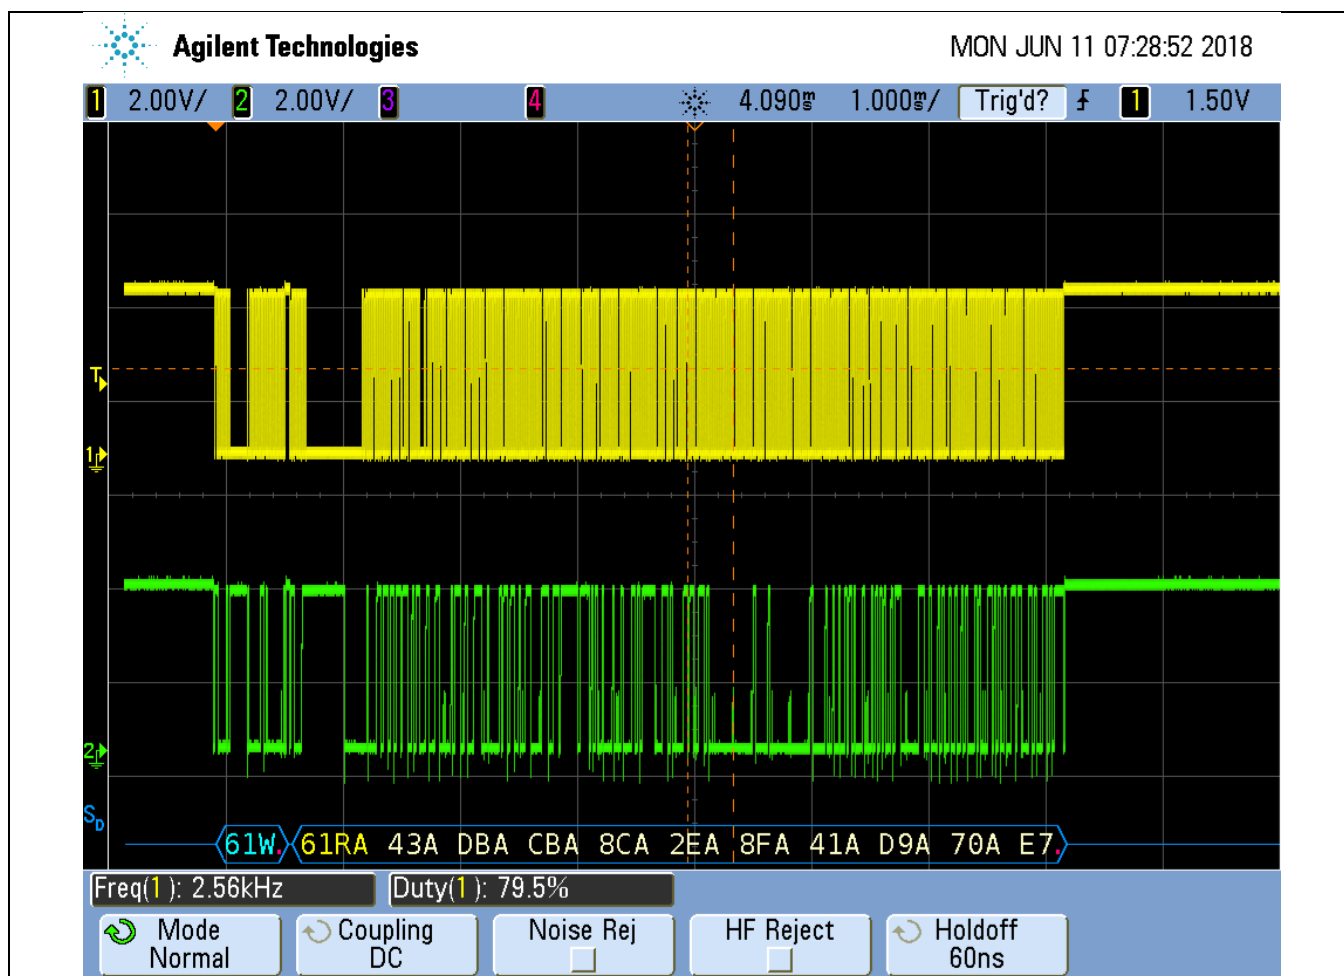 Agilent Technologies MON JUN 11 07:28:52 2018
1 2.00V/ 2 2.00V/ 3 4 4.090ms 1.000ms/ Trig'd? 1 1.50V
T
1
2
SD
61W. 61RA 43A DBA CBA 8CA 2EA 8FA 41A D9A 70A E7.
Freq(1): 2.56kHz Duty(1): 79.5%
Mode Coupling Noise Rej HF Reject Holdoff
Normal DC 60ns